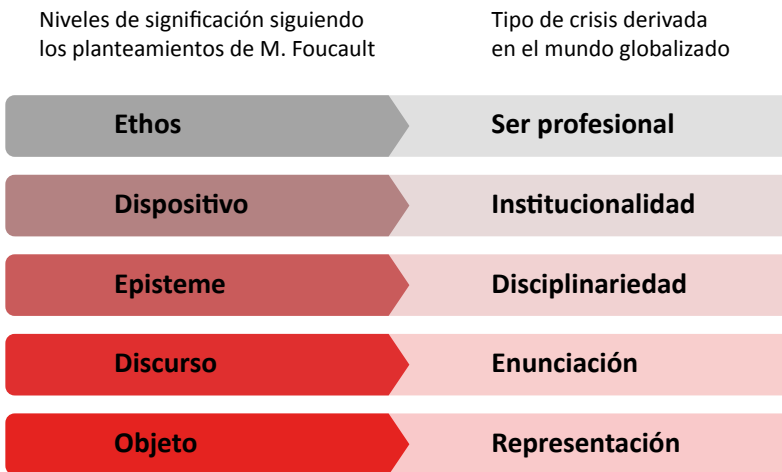 Niveles de significación siguiendo
los planteamientos de M. Foucault
Tipo de crisis derivada
en el mundo globalizado
Ethos
Ser profesional
Dispositivo
Institucionalidad
Episteme
Disciplinariedad
Discurso
Enunciación
Objeto
Representación